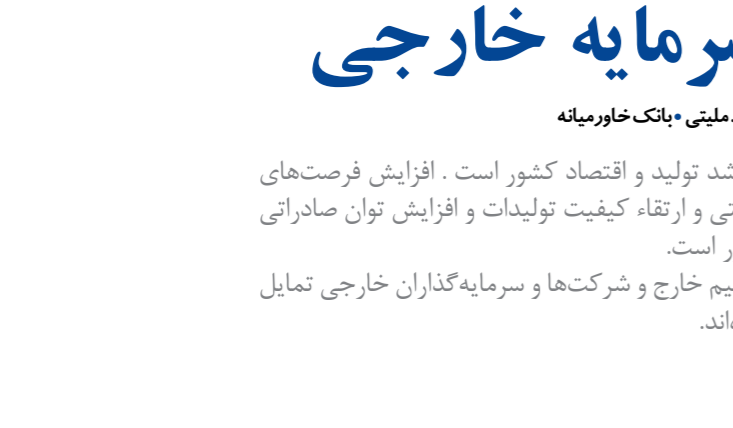 سرمایه خارجی
ملیتی • بانک خاورمیانه
شد تولید و اقتصاد کشور است . افزایش فرصت‌های
تی و ارتقاء کیفیت تولیدات و افزایش توان صادراتی
ر است.
یم خارج و شرکت‌ها و سرمایه‌گذاران خارجی تمایل
اند.